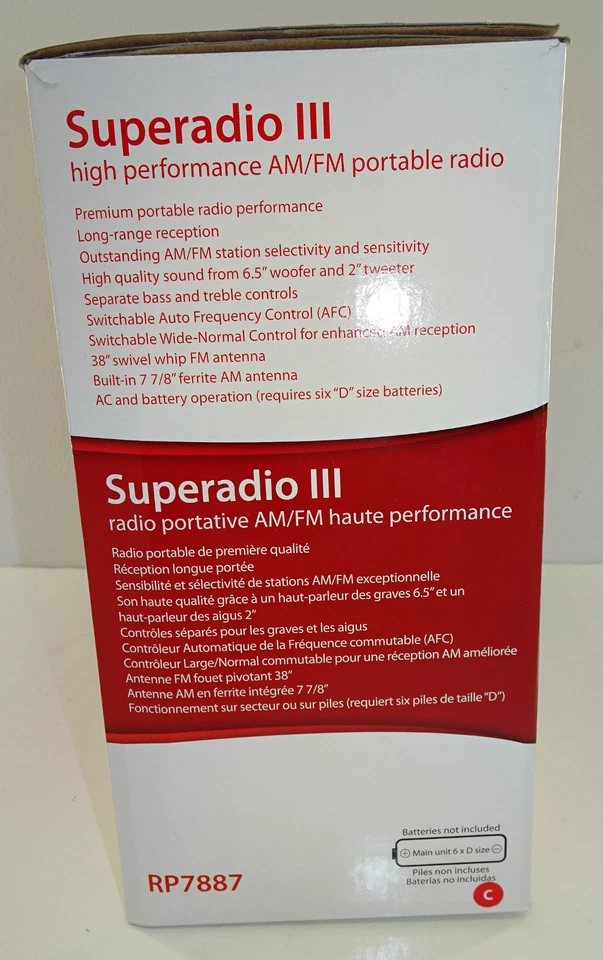 Superadio III
high performance AM/FM portable radio
Premium portable radio performance
Long-range reception
Outstanding AM/FM station selectivity and sensitivity
High quality sound from 6.5" woofer and 2" tweeter
Separate bass and treble controls
Switchable Auto Frequency Control (AFC)
Switchable Wide-Normal Control for enhanced AM reception
38" swivel whip FM antenna
Built-in 7 7/8" ferrite AM antenna
AC and battery operation (requires six "D" size batteries)
Superadio III
radio portative AM/FM haute performance
Radio portable de première qualité
Réception longue portée
Sensibilité et sélectivité de stations AM/FM exceptionnelle
Son haute qualité grâce à un haut-parleur des graves 6.5" et un
haut-parleur des aigus 2"
Contrôles séparés pour les graves et les aigus
Contrôleur Automatique de la Fréquence commutable (AFC)
Contrôleur Large/Normal commutable pour une réception AM améliorée
Antenne FM fouet pivotant 38"
Antenne AM en ferrite intégrée 7 7/8"
Fonctionnement sur secteur ou sur piles (requiert six piles de taille "D")
Batteries not included
+ Main unit 6 x D size −
Piles non incluses
Baterías no incluidas
RP7887
C